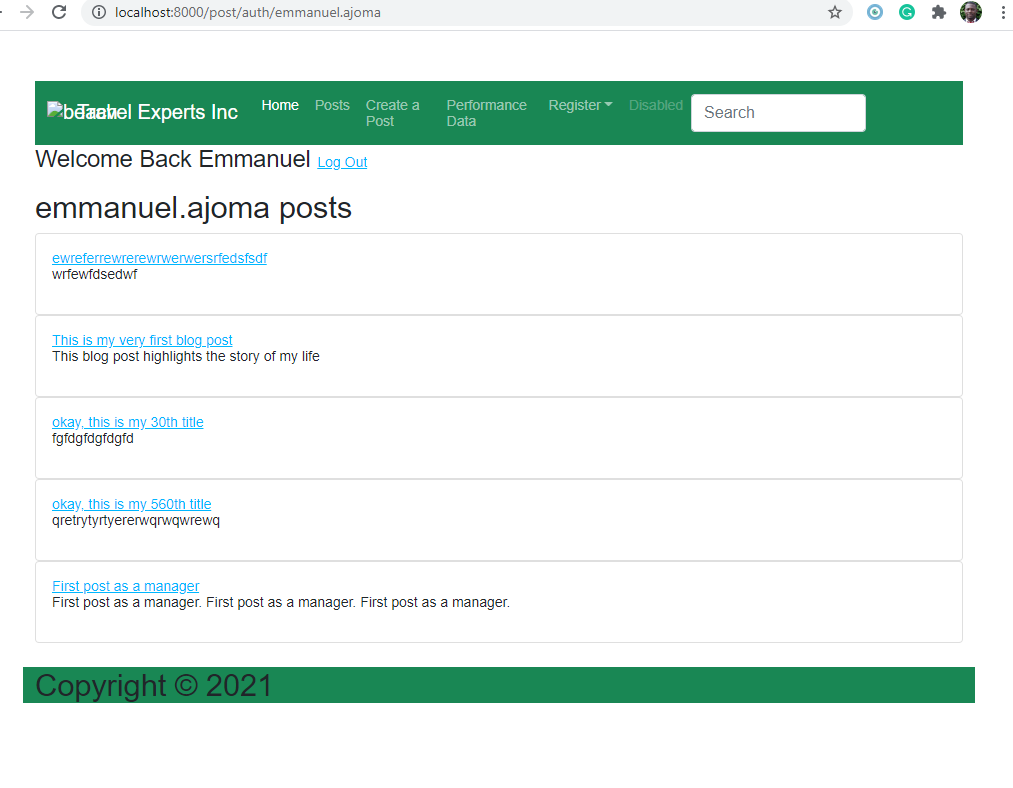 localhost:8000/post/auth/emmanuel.ajoma
beach Travel Experts Inc
Home
Posts
Create a
Post
Performance
Data
Register
Disabled
Search
Welcome Back Emmanuel Log Out
emmanuel.ajoma posts
ewreferrewrerewrwerwersrfedsfsdf
wrfewfdsedwf
This is my very first blog post
This blog post highlights the story of my life
okay, this is my 30th title
fgfdgfdgfdgfd
okay, this is my 560th title
qretrytyrtyererwqrwqwrewq
First post as a manager
First post as a manager. First post as a manager. First post as a manager.
Copyright © 2021